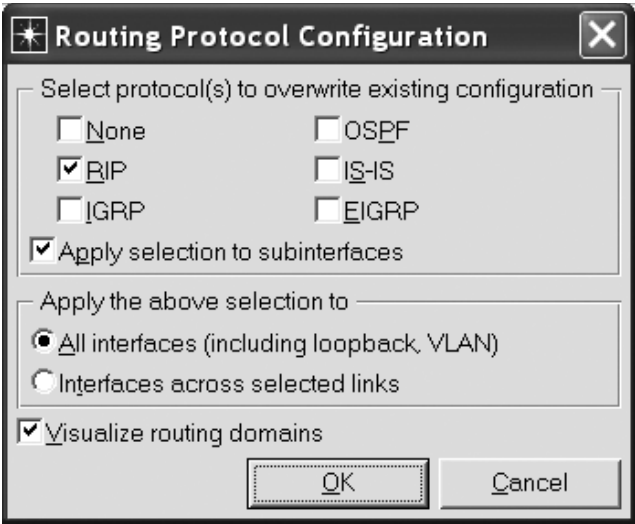 Routing Protocol Configuration
Select protocol(s) to overwrite existing configuration
None OSPF
RIP IS-IS
IGRP EIGRP
Apply selection to subinterfaces
Apply the above selection to
All interfaces (including loopback, VLAN)
Interfaces across selected links
Visualize routing domains
OK Cancel